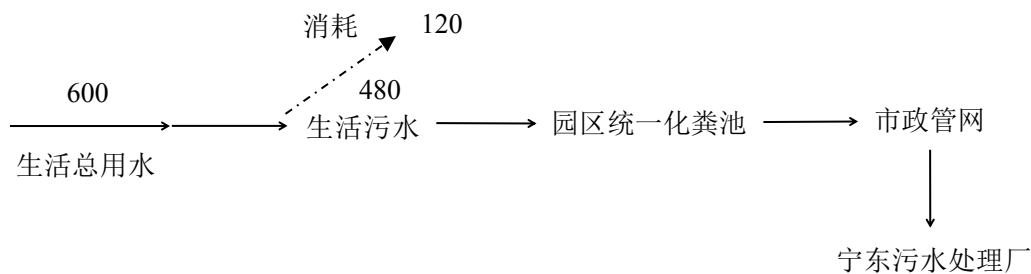 消耗 120
600
480
生活污水
园区统一化粪池
市政管网
生活总用水
宁东污水处理厂